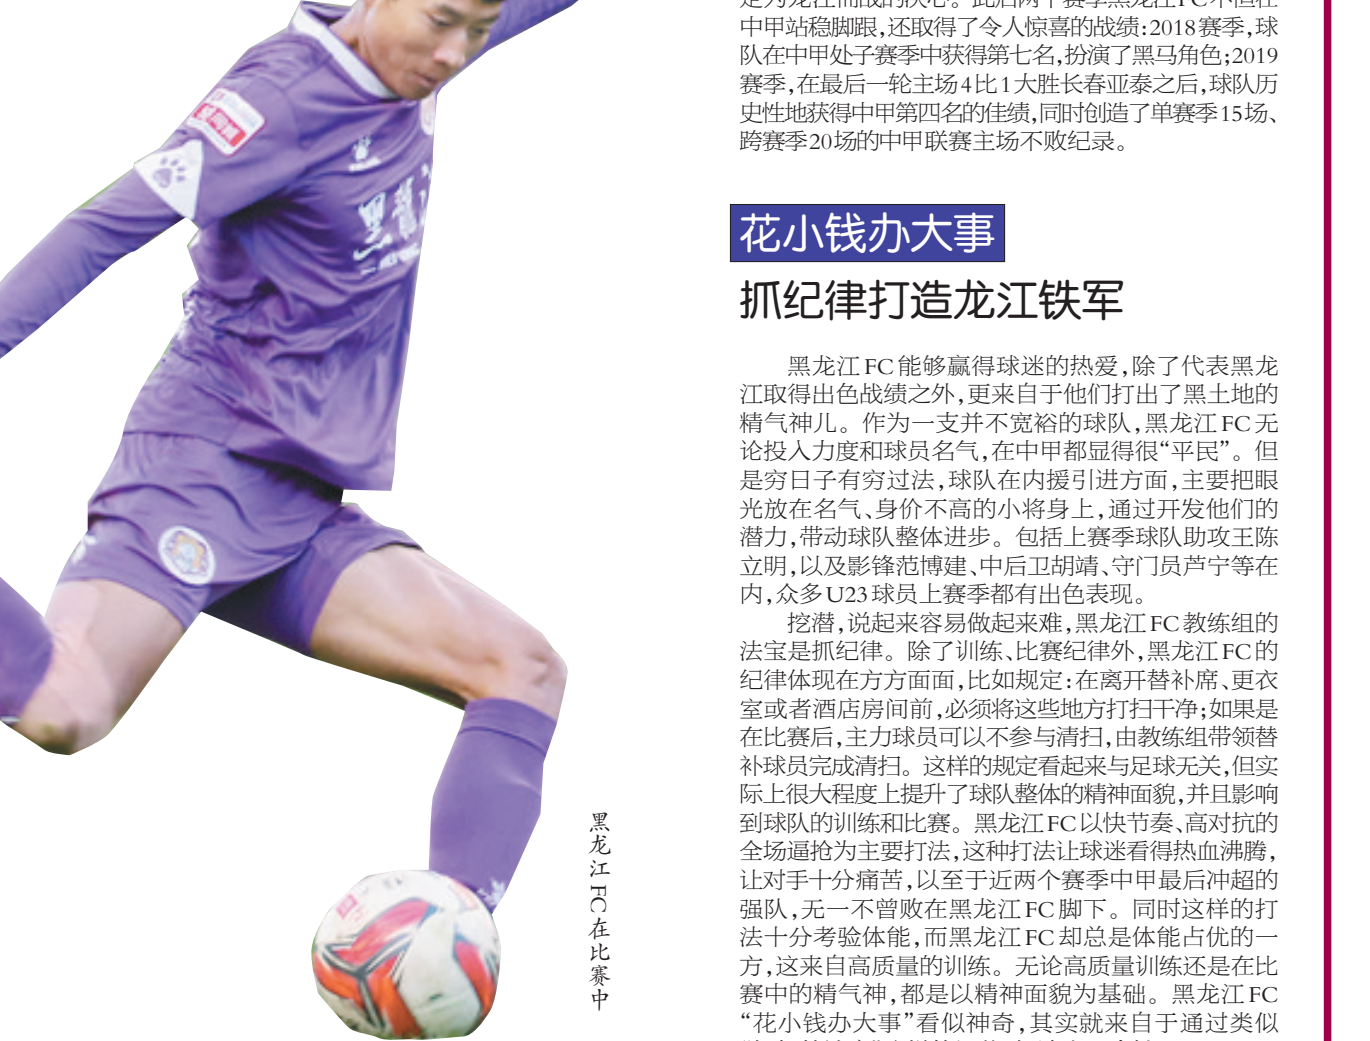 中甲站稳脚跟,还取得了令人惊喜的战绩:2018赛季,球
队在中甲处子赛季中获得第七名,扮演了黑马角色;2019
赛季,在最后一轮主场4比1大胜长春亚泰之后,球队历
史性地获得中甲第四名的佳绩,同时创造了单赛季15场、
跨赛季20场的中甲联赛主场不败纪录。
花小钱办大事
抓纪律打造龙江铁军
黑龙江FC能够赢得球迷的热爱,除了代表黑龙
江取得出色战绩之外,更来自于他们打出了黑土地的
精气神儿。作为一支并不宽裕的球队,黑龙江FC无
论投入力度和球员名气,在中甲都显得很“平民”。但
是穷日子有穷过法,球队在内援引进方面,主要把眼
光放在名气、身价不高的小将身上,通过开发他们的
潜力,带动球队整体进步。包括上赛季球队助攻王陈
立明,以及影锋范博建、中后卫胡靖、守门员芦宁等在
内,众多U23球员上赛季都有出色表现。
挖潜,说起来容易做起来难,黑龙江FC教练组的
法宝是抓纪律。除了训练、比赛纪律外,黑龙江FC的
纪律体现在方方面面,比如规定:在离开替补席、更衣
室或者酒店房间前,必须将这些地方打扫干净;如果是
在比赛后,主力球员可以不参与清扫,由教练组带领替
补球员完成清扫。这样的规定看起来与足球无关,但实
际上很大程度上提升了球队整体的精神面貌,并且影响
到球队的训练和比赛。黑龙江FC以快节奏、高对抗的
全场逼抢为主要打法,这种打法让球迷看得热血沸腾,
让对手十分痛苦,以至于近两个赛季中甲最后冲超的
强队,无一不曾败在黑龙江FC脚下。同时这样的打
法十分考验体能,而黑龙江FC却总是体能占优的一
方,这来自高质量的训练。无论高质量训练还是在比
赛中的精气神,都是以精神面貌为基础。黑龙江FC
“花小钱办大事”看似神奇,其实就来自于通过类似
黑龙江FC在比赛中